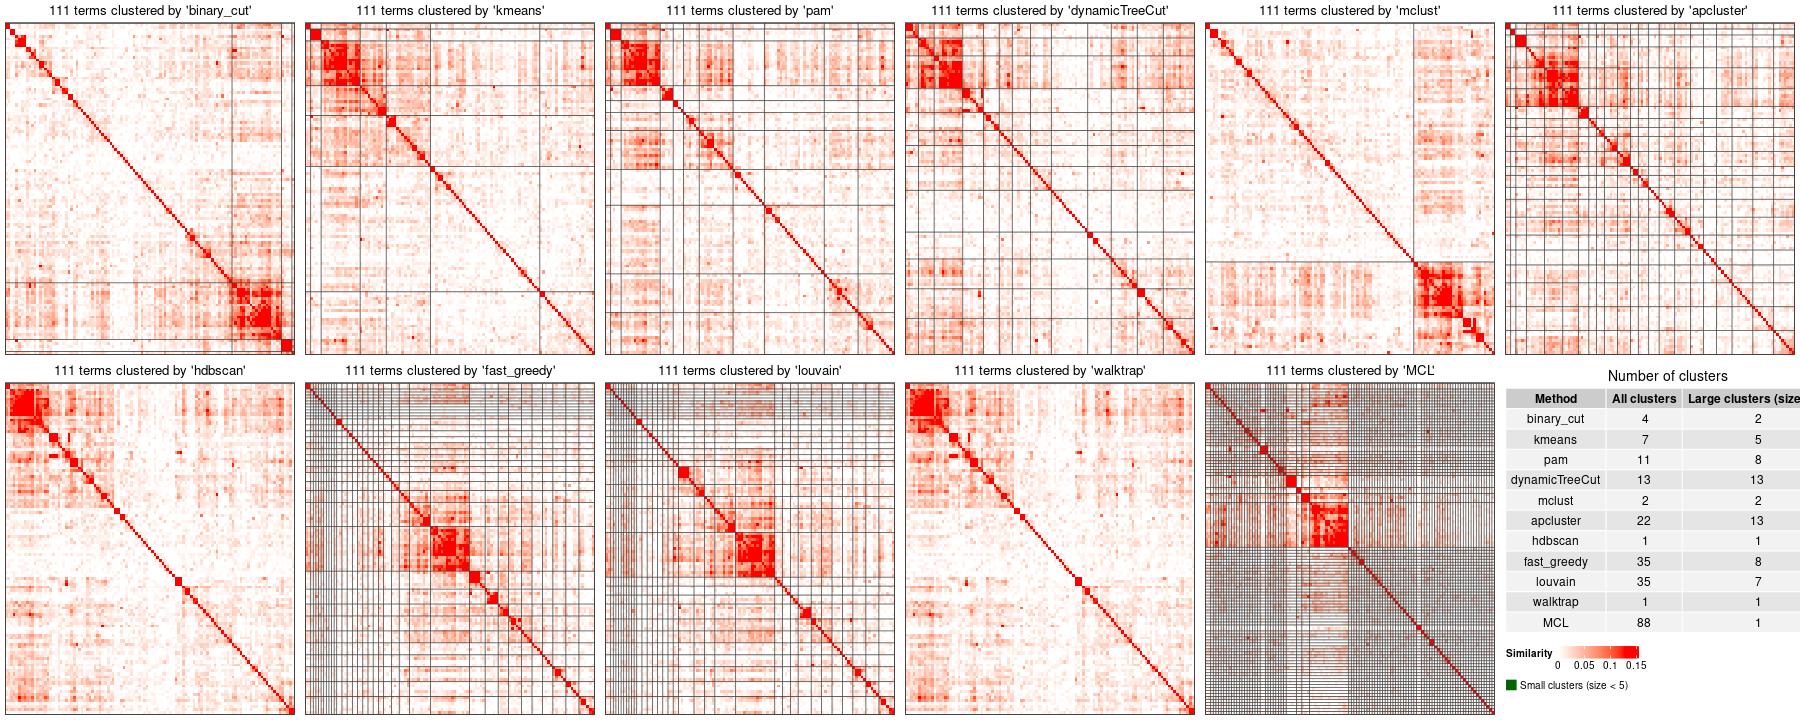 111 terms clustered by 'binary_cut'
111 terms clustered by 'kmeans'
111 terms clustered by 'pam'
111 terms clustered by 'dynamicTreeCut'
111 terms clustered by 'mclust'
111 terms clustered by 'apcluster'
111 terms clustered by 'hdbscan'
111 terms clustered by 'fast_greedy'
111 terms clustered by 'louvain'
111 terms clustered by 'walktrap'
111 terms clustered by 'MCL'
Number of clusters
Method All clusters Large clusters (size
binary_cut 4 2
kmeans 7 5
pam 11 8
dynamicTreeCut 13 13
mclust 2 2
apcluster 22 13
hdbscan 1 1
fast_greedy 35 8
louvain 35 7
walktrap 1 1
MCL 88 1
Similarity
0 0.05 0.1 0.15
Small clusters (size < 5)